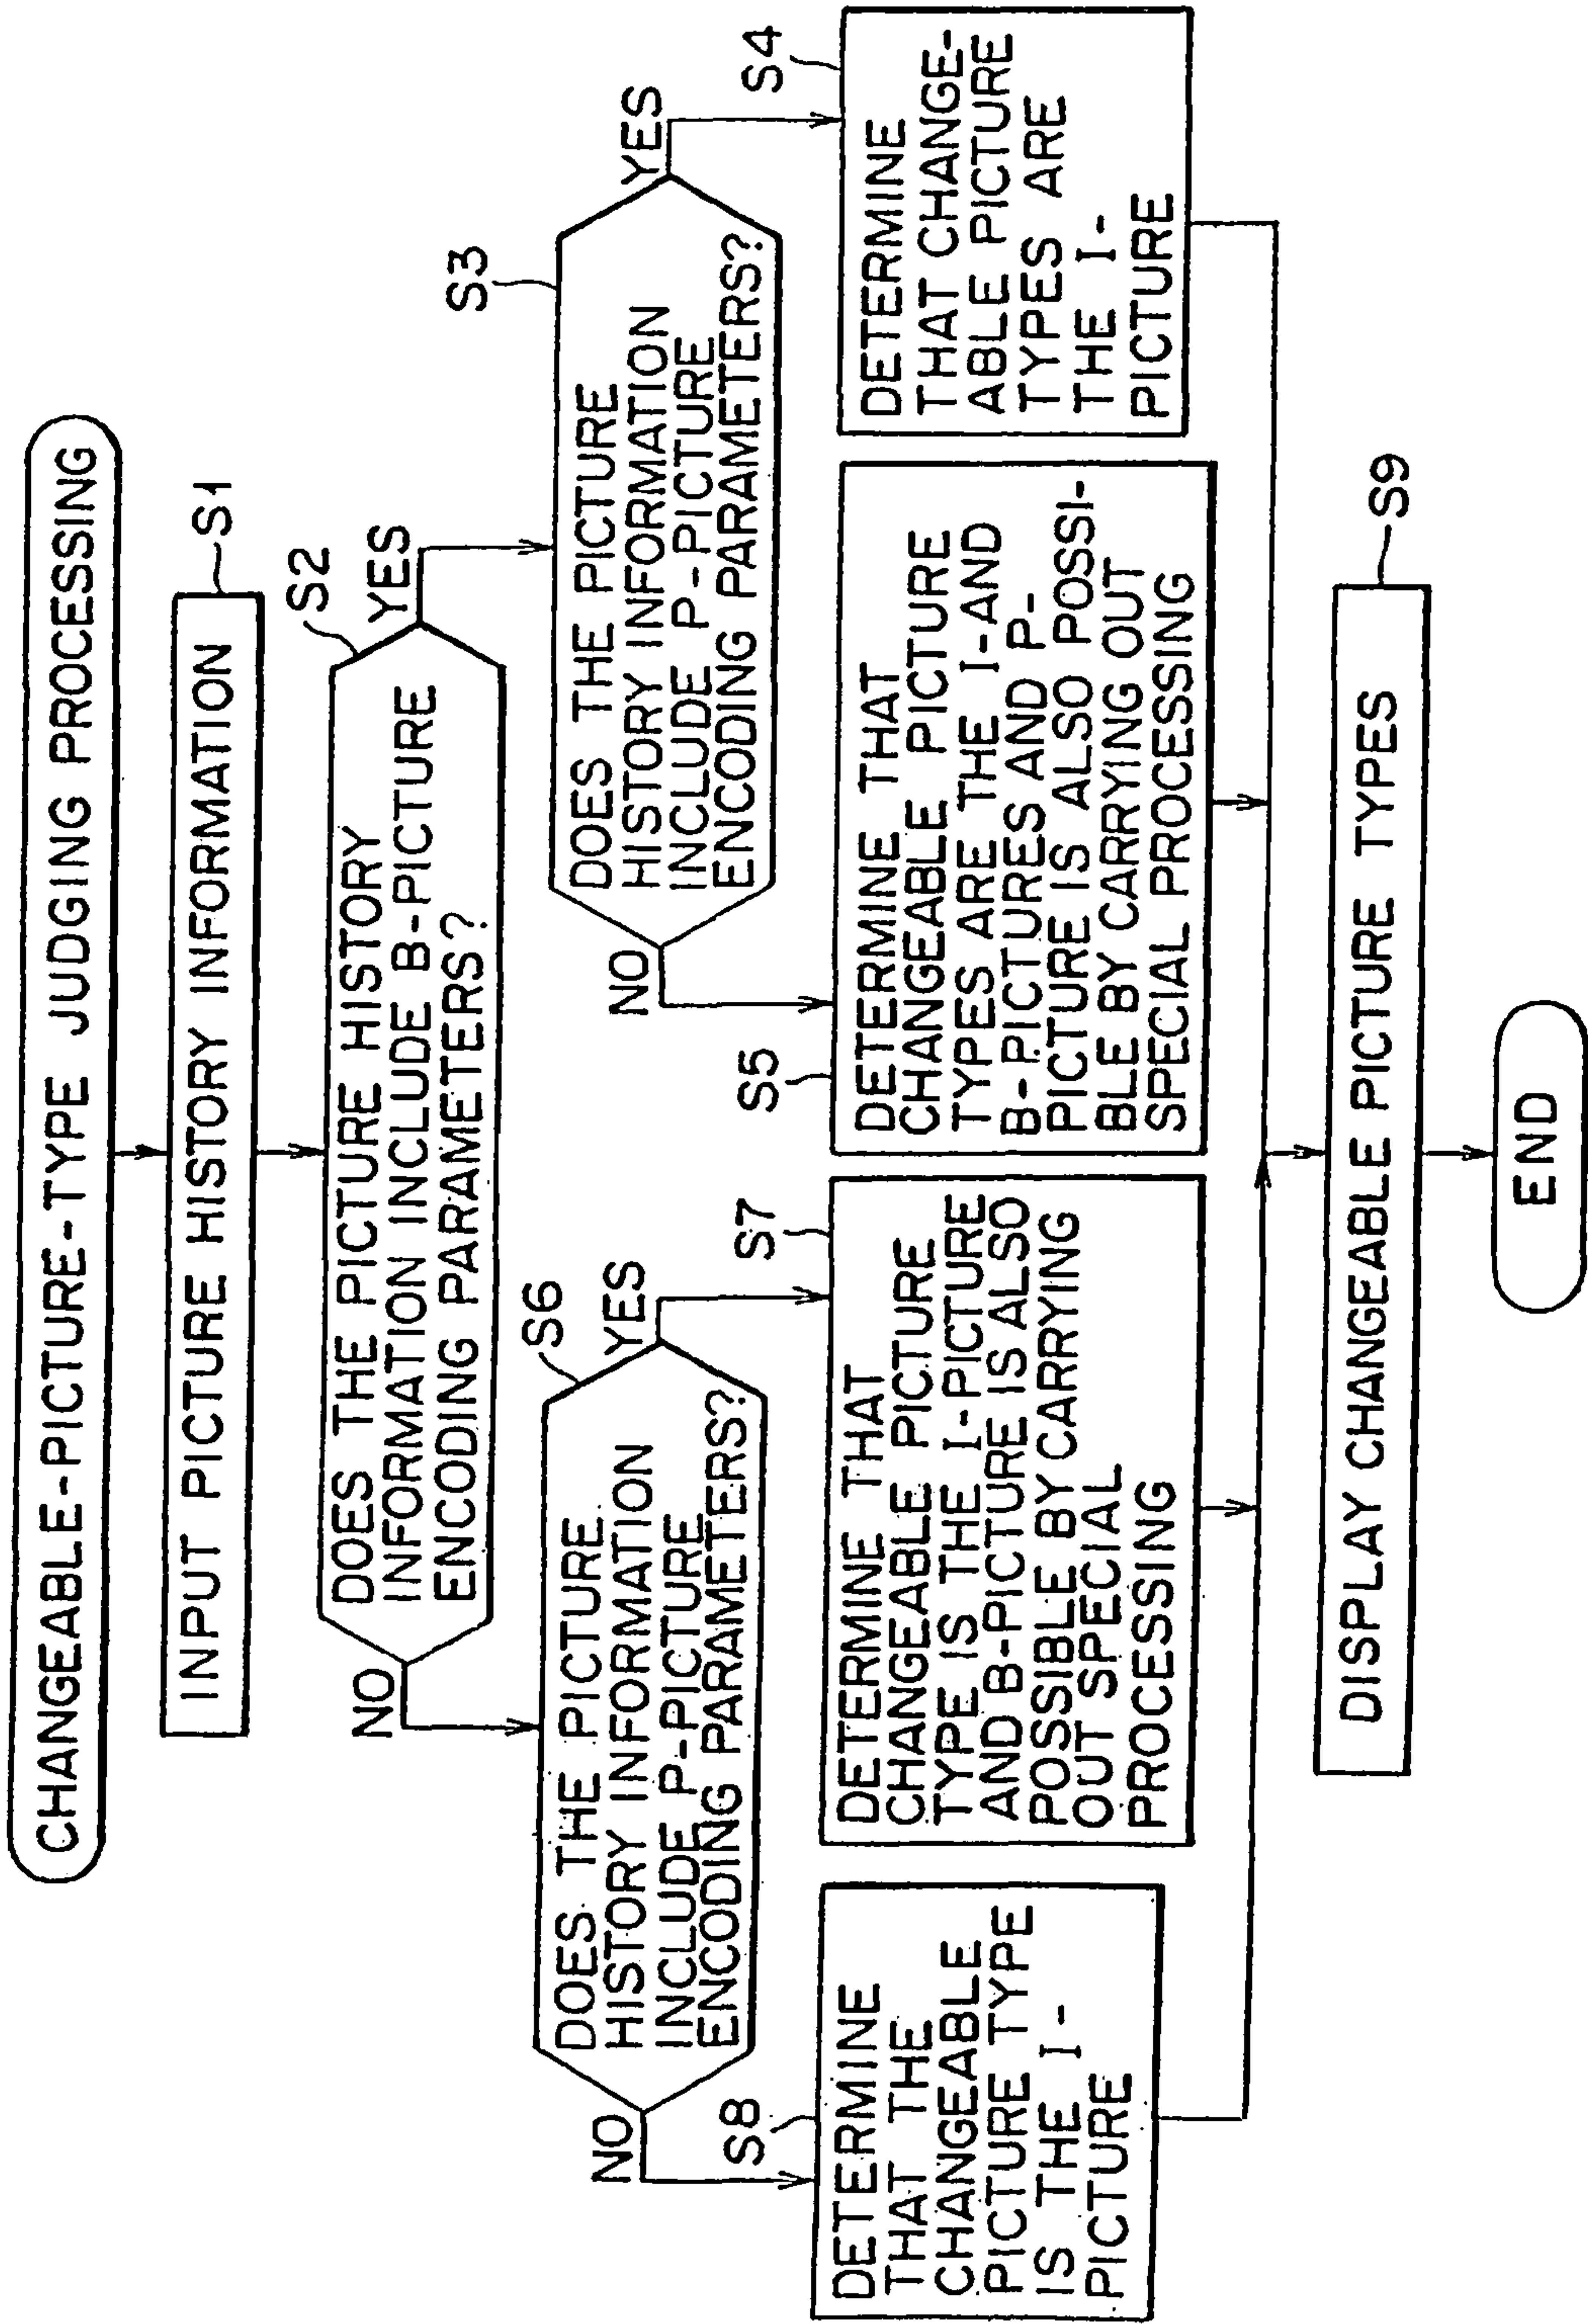 CHANGEABLE-PICTURE-TYPE JUDGING PROCESSING
S1
INPUT PICTURE HISTORY INFORMATION
S2
DOES THE PICTURE HISTORY
INFORMATION INCLUDE B-PICTURE
ENCODING PARAMETERS?
NO
YES
S6
DOES THE PICTURE
HISTORY INFORMATION
INCLUDE P-PICTURE
ENCODING PARAMETERS?
NO
YES
S3
DOES THE PICTURE
HISTORY INFORMATION
INCLUDE P-PICTURE
ENCODING PARAMETERS?
NO
YES
S8
DETERMINE
THAT THE
CHANGEABLE
PICTURE TYPE
IS THE I-
PICTURE
S7
DETERMINE THAT
CHANGEABLE PICTURE
TYPE IS THE I-PICTURE
AND B-PICTURE IS ALSO
POSSIBLE BY CARRYING
OUT SPECIAL
PROCESSING
S5
DETERMINE THAT
CHANGEABLE PICTURE
TYPES ARE THE I-AND
B-PICTURES AND P-
PICTURE IS ALSO POSSI-
BLE BY CARRYING OUT
SPECIAL PROCESSING
S4
DETERMINE
THAT CHANGE-
ABLE PICTURE
TYPES ARE
THE I-
PICTURE
S9
DISPLAY CHANGEABLE PICTURE TYPES
END